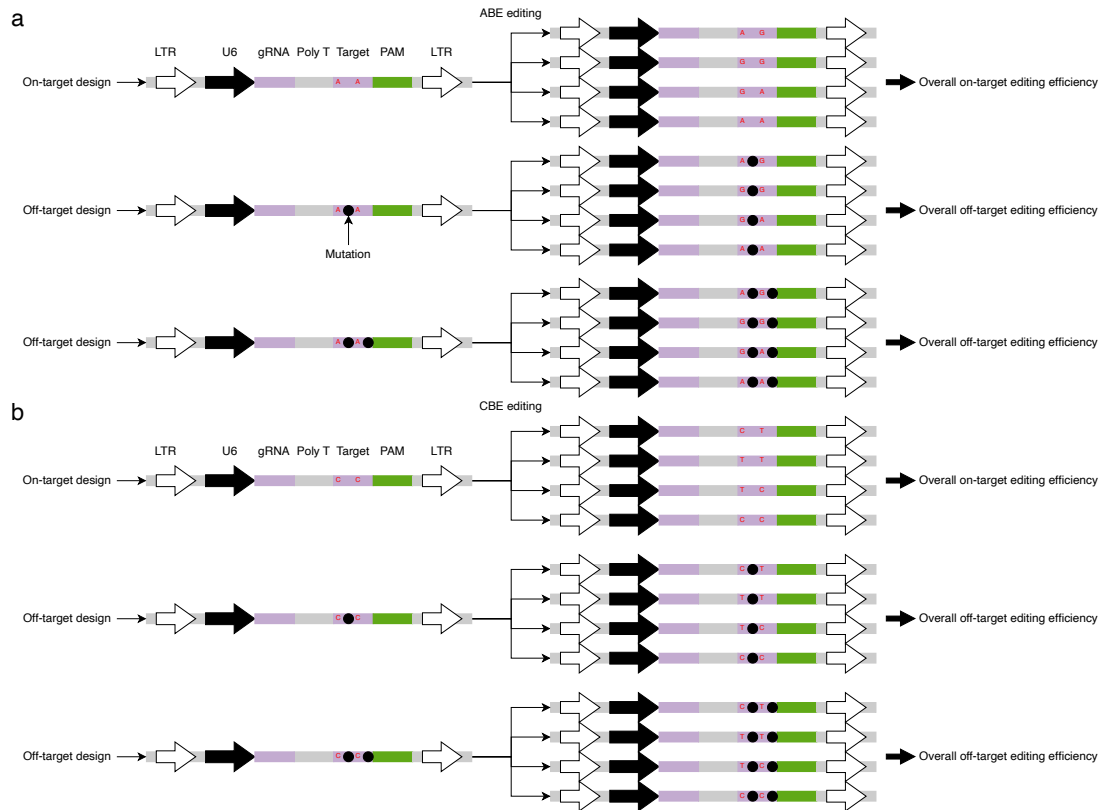 a
ABE editing
LTR U6 gRNA Poly T Target PAM LTR
A G
G G
On-target design A A Overall on-target editing efficiency
G A
A A
A G
G G
Off-target design A A Overall off-target editing efficiency
G A
A A
Mutation
A G
G G
Off-target design A A Overall off-target editing efficiency
G A
A A
b
CBE editing
LTR U6 gRNA Poly T Target PAM LTR
C T
T T
On-target design C C Overall on-target editing efficiency
T C
C C
C T
T T
Off-target design C C Overall off-target editing efficiency
T C
C C
C T
T T
Off-target design C C Overall off-target editing efficiency
T C
C C